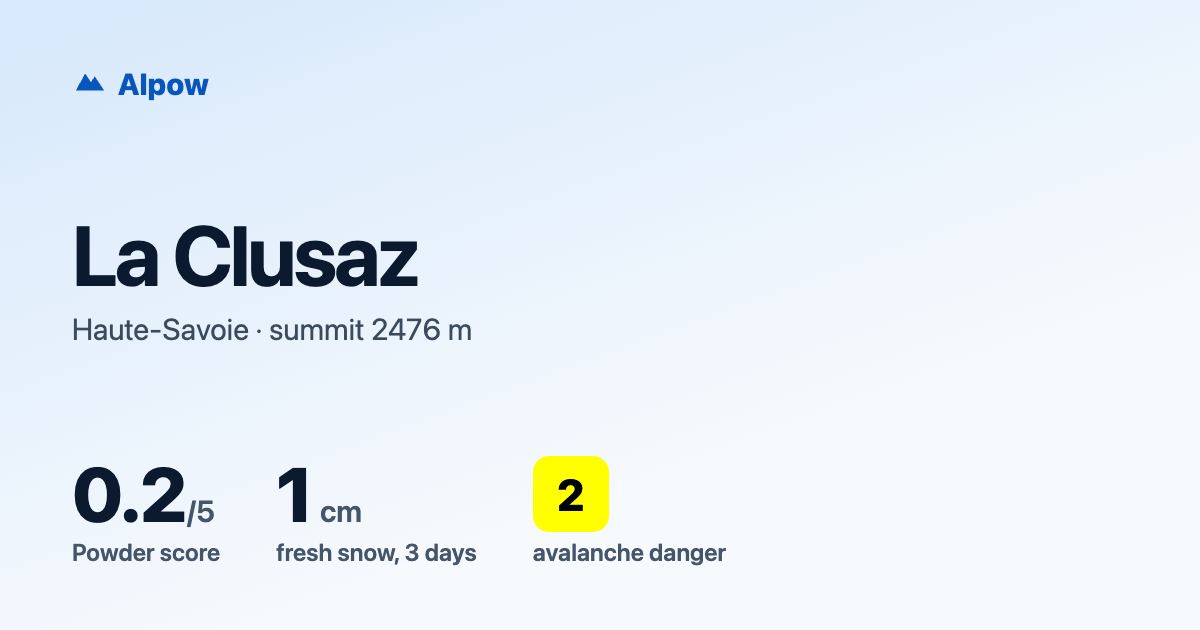 Alpow
La Clusaz
Haute-Savoie · summit 2476 m
0.2/5
Powder score
1 cm
fresh snow, 3 days
2
avalanche danger